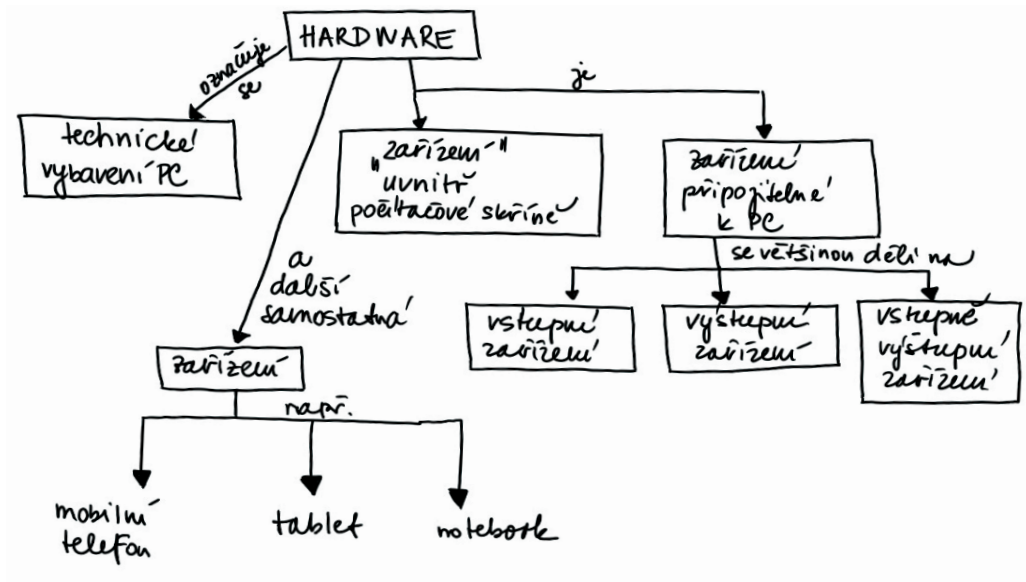 HARDWARE
označuje
se
je
technické
vybavení PC
„zařízení"
uvnitř
počítačové skříně
zařízení
připojitelné
k PC
se většinou dělí na
a
další
samostatná
vstupní
zařízení
výstupní
zařízení
vstupně
výstupní
zařízení
zařízení
např.
mobilní
telefon
tablet
notebook